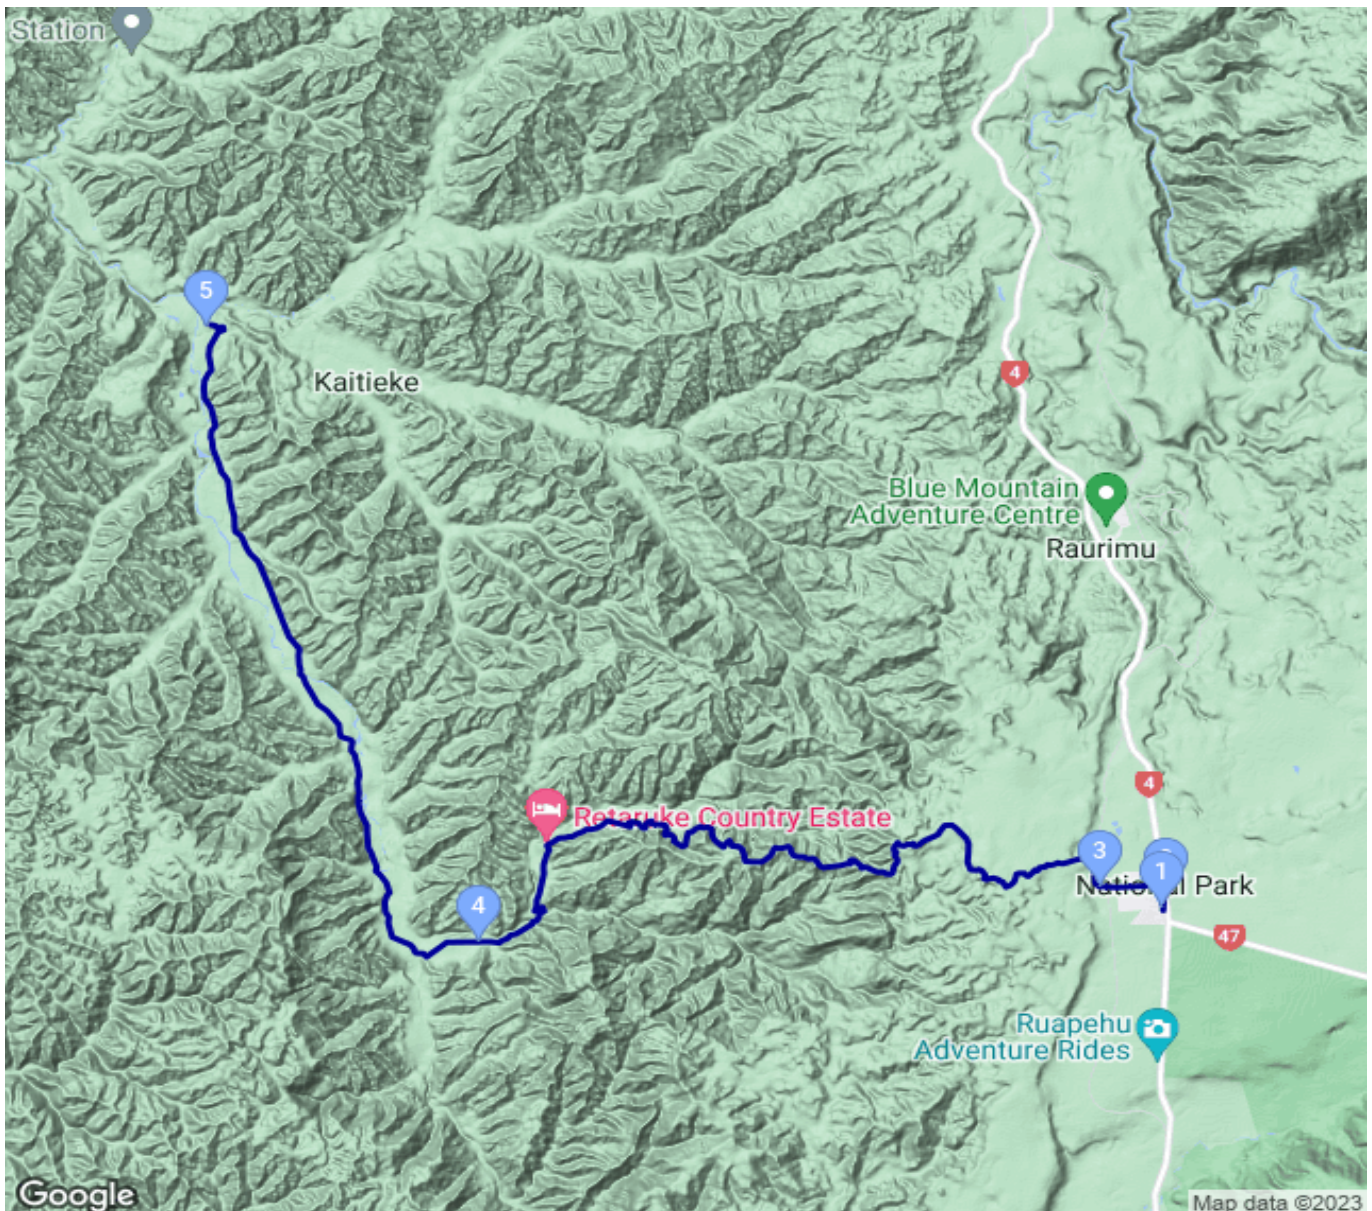 Station
5
Kaitieke
4
Blue Mountain
Adventure Centre
Raurimu
4
Retaruke Country Estate
3
1
National Park
4
47
Ruapehu
Adventure Rides
Google
Map data ©2023